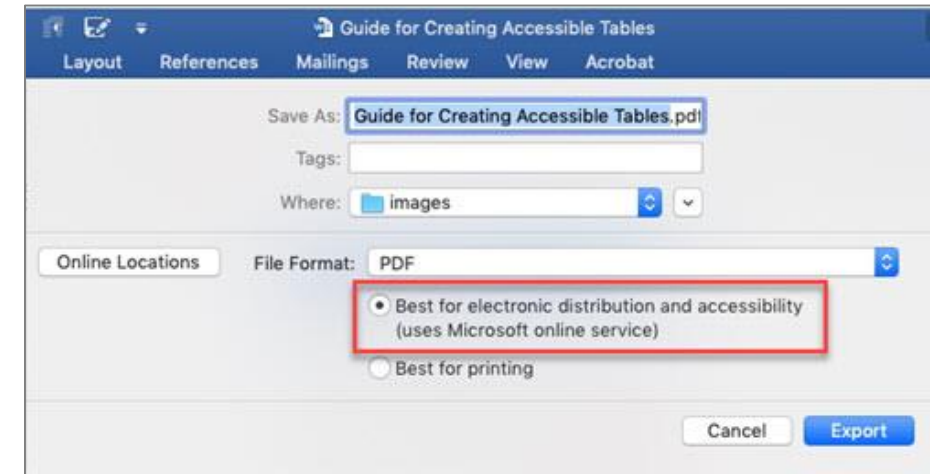 Guide for Creating Accessible Tables
Layout References Mailings Review View Acrobat
Save As: Guide for Creating Accessible Tables.pdf
Tags:
Where: images
Online Locations File Format: PDF
Best for electronic distribution and accessibility
(uses Microsoft online service)
Best for printing
Cancel Export